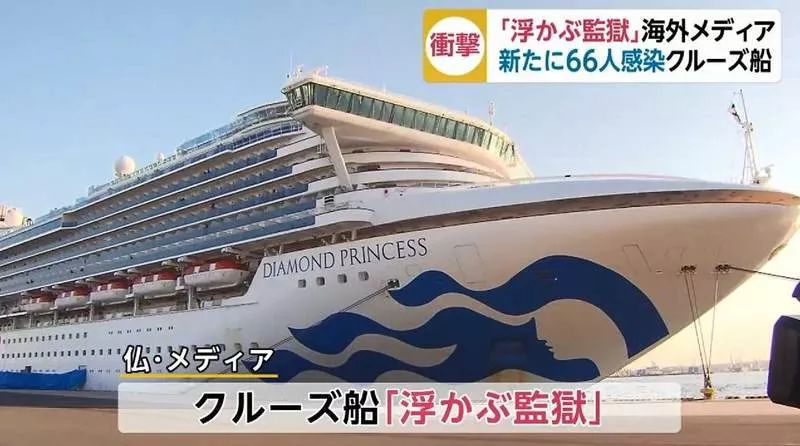 衝撃
「浮かぶ監獄」海外メディア
新たに66人感染クルーズ船
DIAMOND PRINCESS
仏・メディア
クルーズ船「浮かぶ監獄」